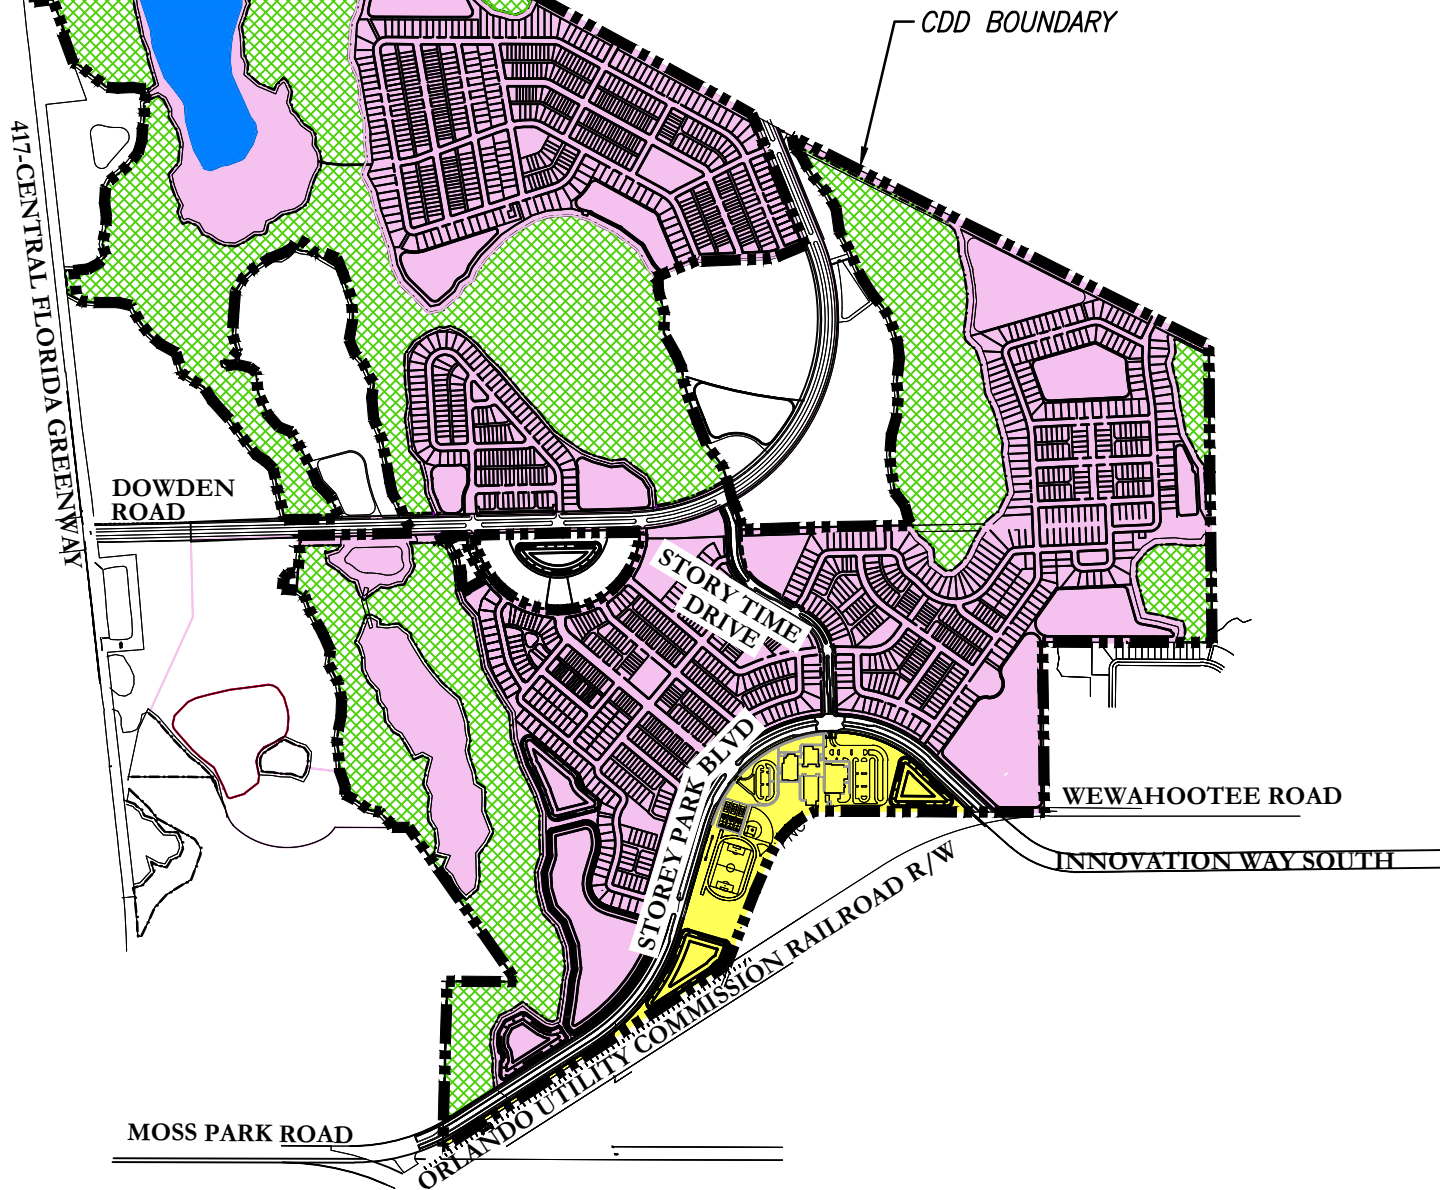 CDD BOUNDARY
417-CENTRAL FLORIDA GREENWAY
DOWDEN
ROAD
STORY TIME
DRIVE
STOREY PARK BLVD
WEWAHOOTEE ROAD
INNOVATION WAY SOUTH
ORLANDO UTILITY COMMISSION RAILROAD R/W
MOSS PARK ROAD